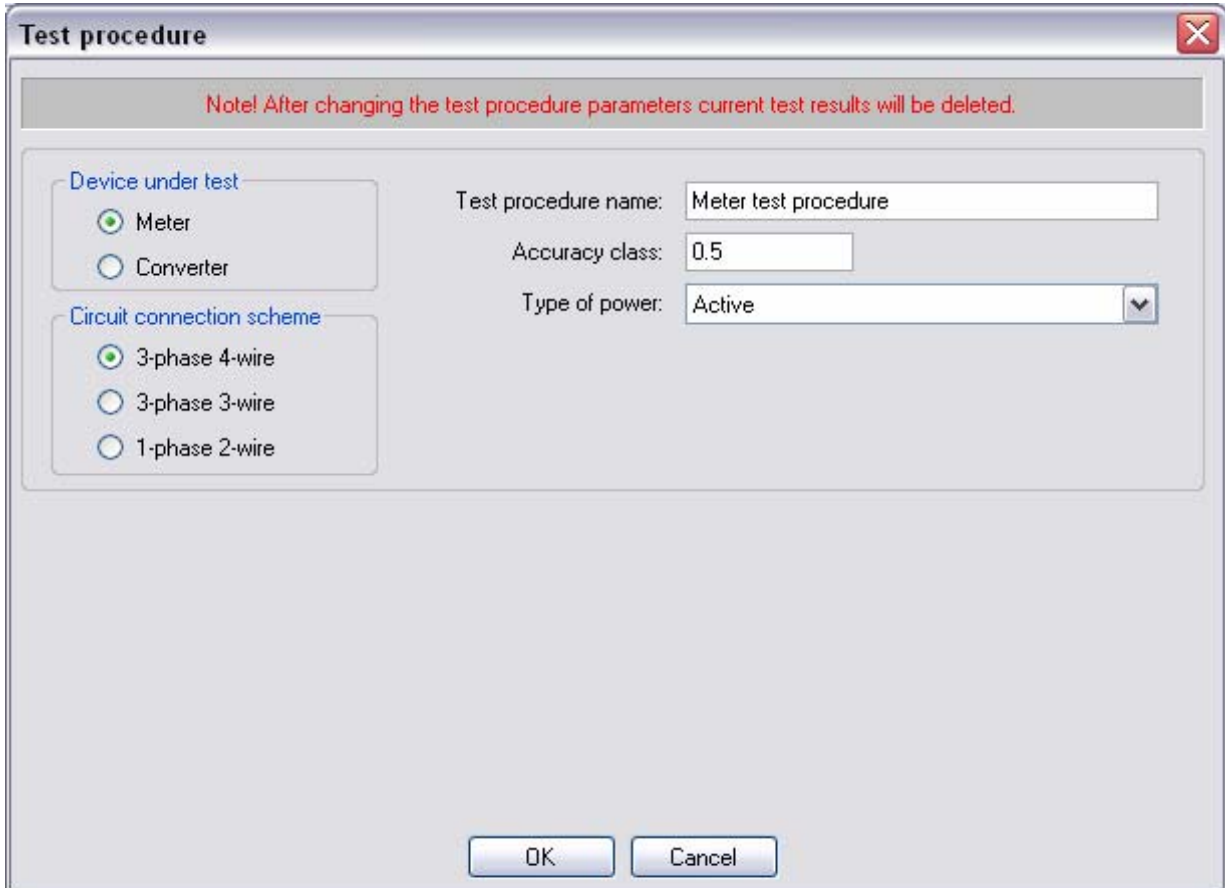 Test procedure
Note! After changing the test procedure parameters current test results will be deleted.
Device under test
Meter
Converter
Circuit connection scheme
3-phase 4-wire
3-phase 3-wire
1-phase 2-wire
Test procedure name: Meter test procedure
Accuracy class: 0.5
Type of power: Active
OK Cancel